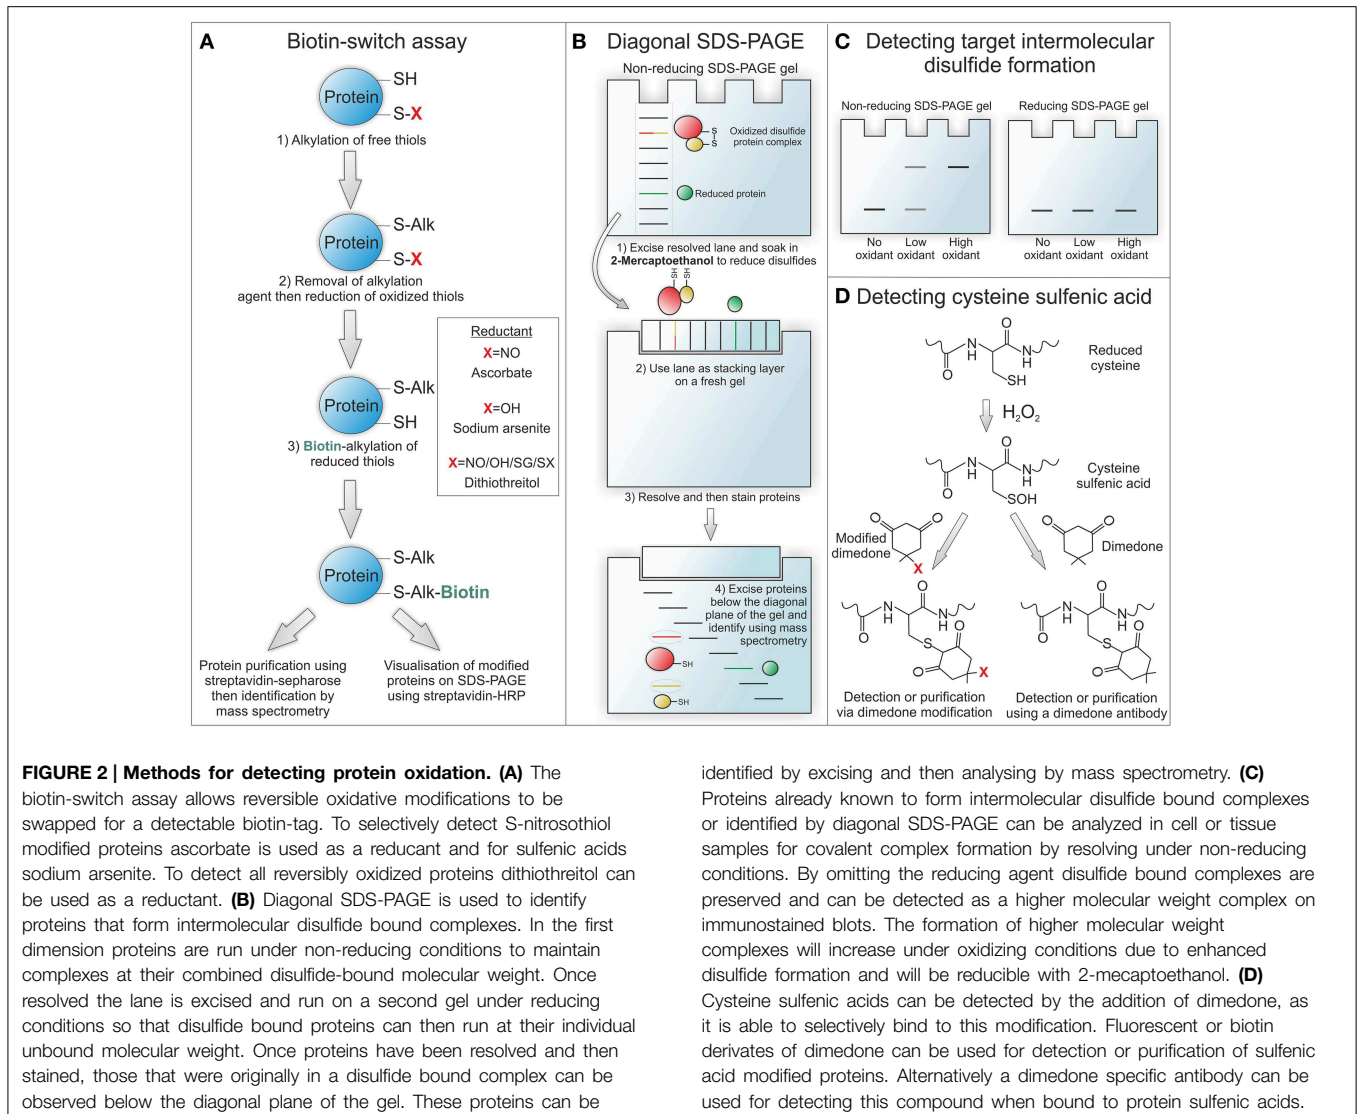 A Biotin-switch assay
Protein
SH
S-X
1) Alkylation of free thiols
Protein
S-Alk
S-X
2) Removal of alkylation
agent then reduction of oxidized thiols
Protein
S-Alk
SH
3) Biotin-alkylation of
reduced thiols
Reductant
X=NO
Ascorbate
X=OH
Sodium arsenite
X=NO/OH/SG/SX
Dithiothreitol
Protein
S-Alk
S-Alk-Biotin
Protein purification using
streptavidin-sepharose
then identification by
mass spectrometry
Visualisation of modified
proteins on SDS-PAGE
using streptavidin-HRP
B Diagonal SDS-PAGE
Non-reducing SDS-PAGE gel
S
S
Oxidized disulfide
protein complex
Reduced protein
1) Excise resolved lane and soak in
2-Mercaptoethanol to reduce disulfides
SH
SH
2) Use lane as stacking layer
on a fresh gel
3) Resolve and then stain proteins
4) Excise proteins
below the diagonal
plane of the gel and
identify using mass
spectrometry
SH
SH
C Detecting target intermolecular
disulfide formation
Non-reducing SDS-PAGE gel
Reducing SDS-PAGE gel
No
oxidant
Low
oxidant
High
oxidant
No
oxidant
Low
oxidant
High
oxidant
D Detecting cysteine sulfenic acid
O
N
H
N
H
O
SH
Reduced
cysteine
H2O2
O
N
H
N
H
O
SOH
Cysteine
sulfenic acid
O
O
Modified
dimedone
X
O
O
Dimedone
O
N
H
N
H
O
S
O
O
X
O
N
H
N
H
O
S
O
O
Detection or purification
via dimedone modification
Detection or purification
using a dimedone antibody
FIGURE 2 | Methods for detecting protein oxidation. (A) The
biotin-switch assay allows reversible oxidative modifications to be
swapped for a detectable biotin-tag. To selectively detect S-nitrosothiol
modified proteins ascorbate is used as a reductant and for sulfenic acids
sodium arsenite. To detect all reversibly oxidized proteins dithiothreitol can
be used as a reductant. (B) Diagonal SDS-PAGE is used to identify
proteins that form intermolecular disulfide bound complexes. In the first
dimension proteins are run under non-reducing conditions to maintain
complexes at their combined disulfide-bound molecular weight. Once
resolved the lane is excised and run on a second gel under reducing
conditions so that disulfide bound proteins can then run at their individual
unbound molecular weight. Once proteins have been resolved and then
stained, those that were originally in a disulfide bound complex can be
observed below the diagonal plane of the gel. These proteins can be
identified by excising and then analysing by mass spectrometry. (C)
Proteins already known to form intermolecular disulfide bound complexes
or identified by diagonal SDS-PAGE can be analyzed in cell or tissue
samples for covalent complex formation by resolving under non-reducing
conditions. By omitting the reducing agent disulfide bound complexes are
preserved and can be detected as a higher molecular weight complex on
immunostained blots. The formation of higher molecular weight
complexes will increase under oxidizing conditions due to enhanced
disulfide formation and will be reducible with 2-mecaptoethanol. (D)
Cysteine sulfenic acids can be detected by the addition of dimedone, as
it is able to selectively bind to this modification. Fluorescent or biotin
derivates of dimedone can be used for detection or purification of sulfenic
acid modified proteins. Alternatively a dimedone specific antibody can be
used for detecting this compound when bound to protein sulfenic acids.